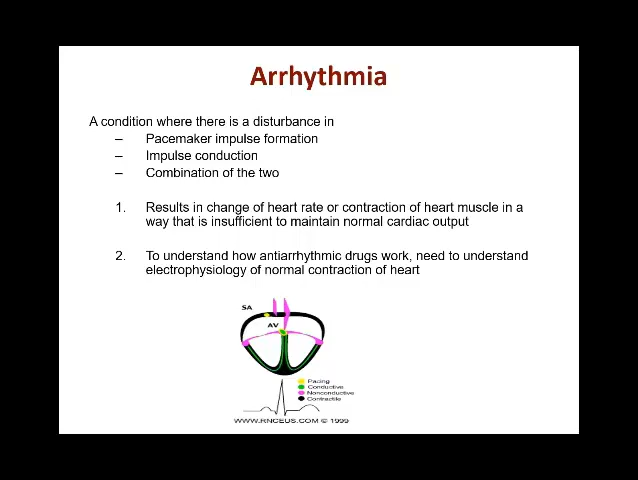 Arrhythmia
A condition where there is a disturbance in
– Pacemaker impulse formation
– Impulse conduction
– Combination of the two
1. Results in change of heart rate or contraction of heart muscle in a
way that is insufficient to maintain normal cardiac output
2. To understand how antiarrhythmic drugs work, need to understand
electrophysiology of normal contraction of heart
SA
AV
Pacing
Conductive
Nonconductive
Contractile
WWW.RNCEUS.COM © 1999